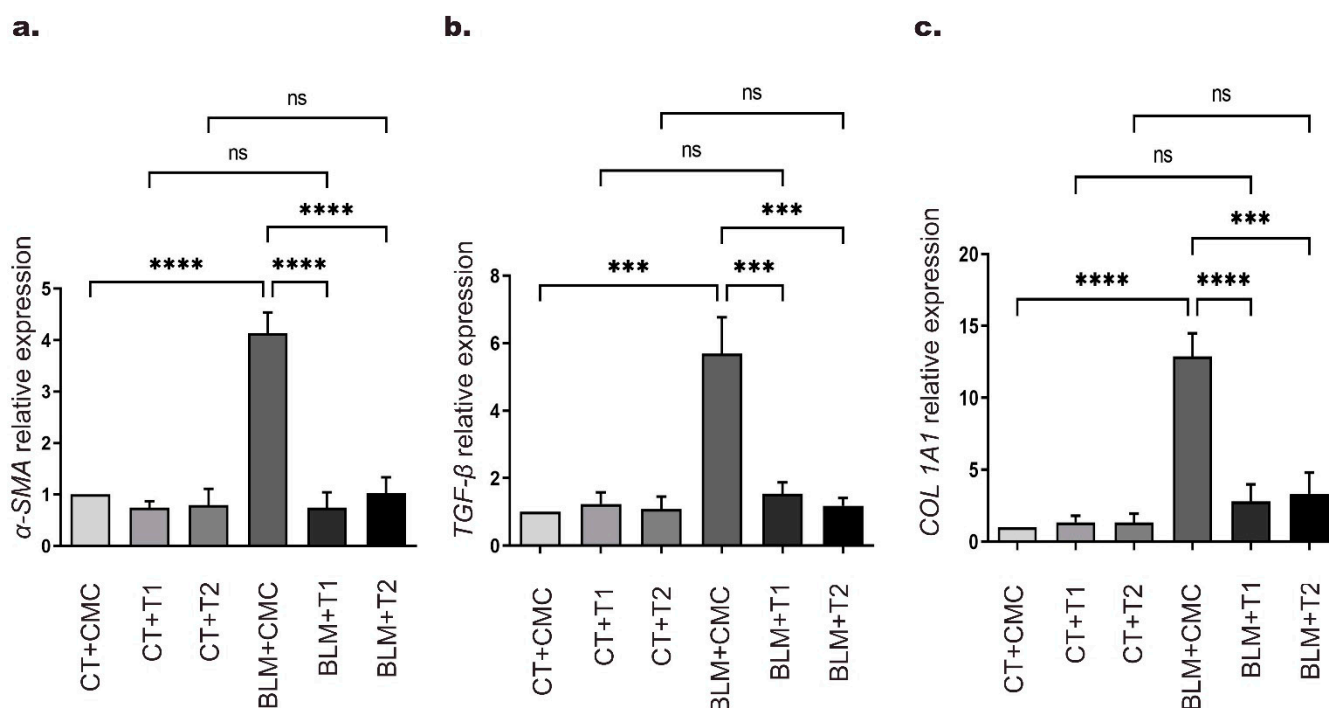 a.
ns
ns
****
****
****
α-SMA relative expression
5
4
3
2
1
0
CT+CMC
CT+T1
CT+T2
BLM+CMC
BLM+T1
BLM+T2
b.
ns
ns
***
***
***
TGF-β relative expression
8
6
4
2
0
CT+CMC
CT+T1
CT+T2
BLM+CMC
BLM+T1
BLM+T2
c.
ns
ns
***
****
****
COL 1A1 relative expression
20
15
10
5
0
CT+CMC
CT+T1
CT+T2
BLM+CMC
BLM+T1
BLM+T2